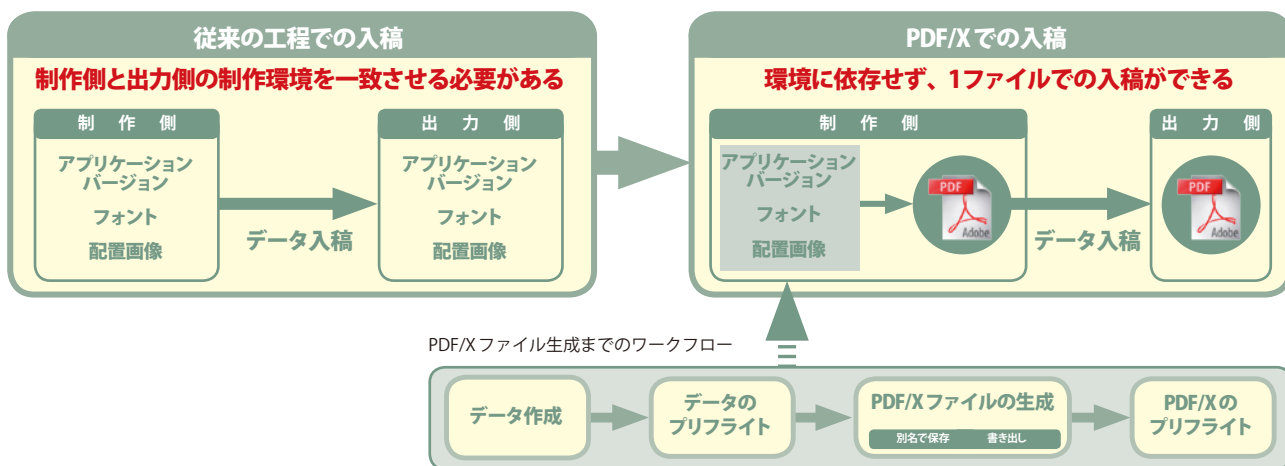 従来の工程での入稿
制作側と出力側の制作環境を一致させる必要がある
制作側
アプリケーション
バージョン
フォント
配置画像
データ入稿
出力側
アプリケーション
バージョン
フォント
配置画像
PDF/Xでの入稿
環境に依存せず、1ファイルでの入稿ができる
制作側
アプリケーション
バージョン
フォント
配置画像
PDF
Adobe
データ入稿
出力側
PDF
Adobe
PDF/Xファイル生成までのワークフロー
データ作成
データの
プリフライト
PDF/Xファイルの生成
別名で保存 書き出し
PDF/Xの
プリフライト